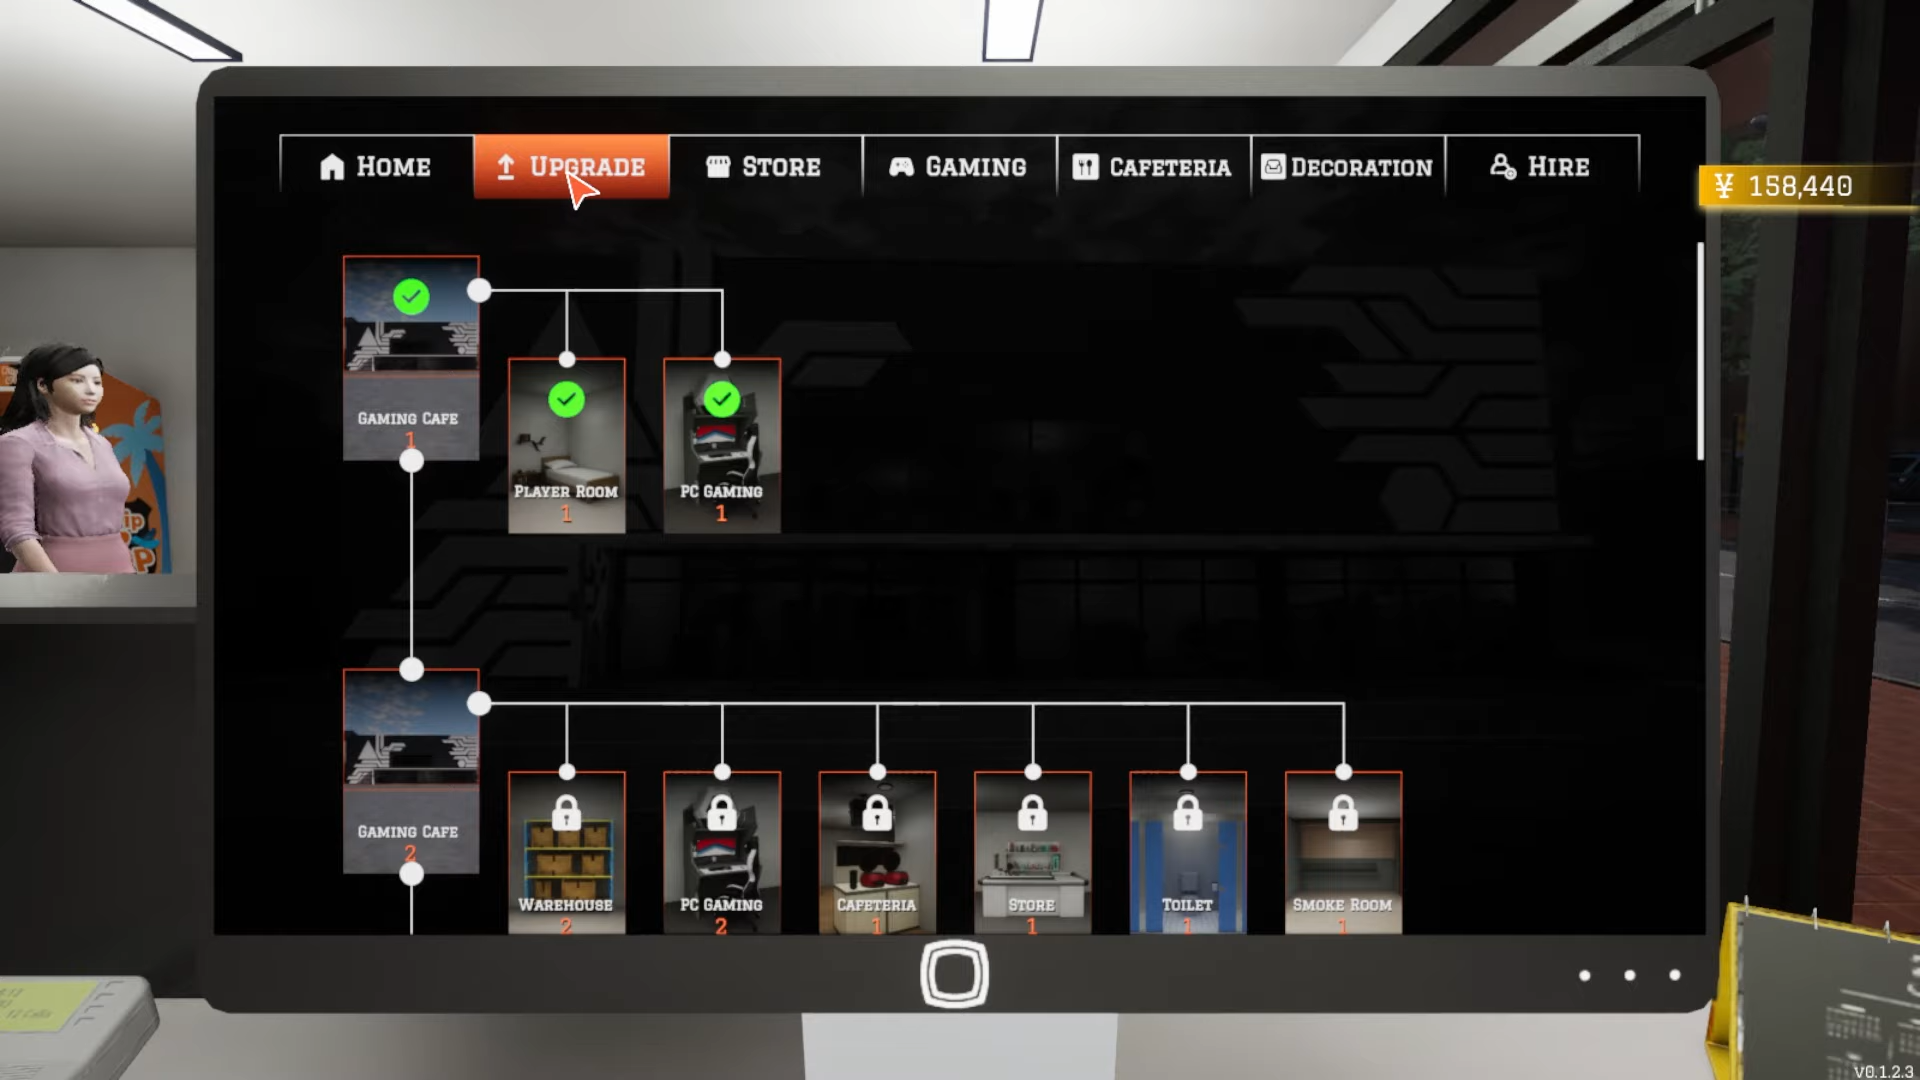 HOME
UPGRADE
STORE
GAMING
CAFETERIA
DECORATION
HIRE
¥ 158,440
GAMING CAFE
1
PLAYER ROOM
1
PC GAMING
1
GAMING CAFE
2
WAREHOUSE
2
PC GAMING
2
CAFETERIA
1
STORE
1
TOILET
1
SMOKE ROOM
1
V0.1.2.3